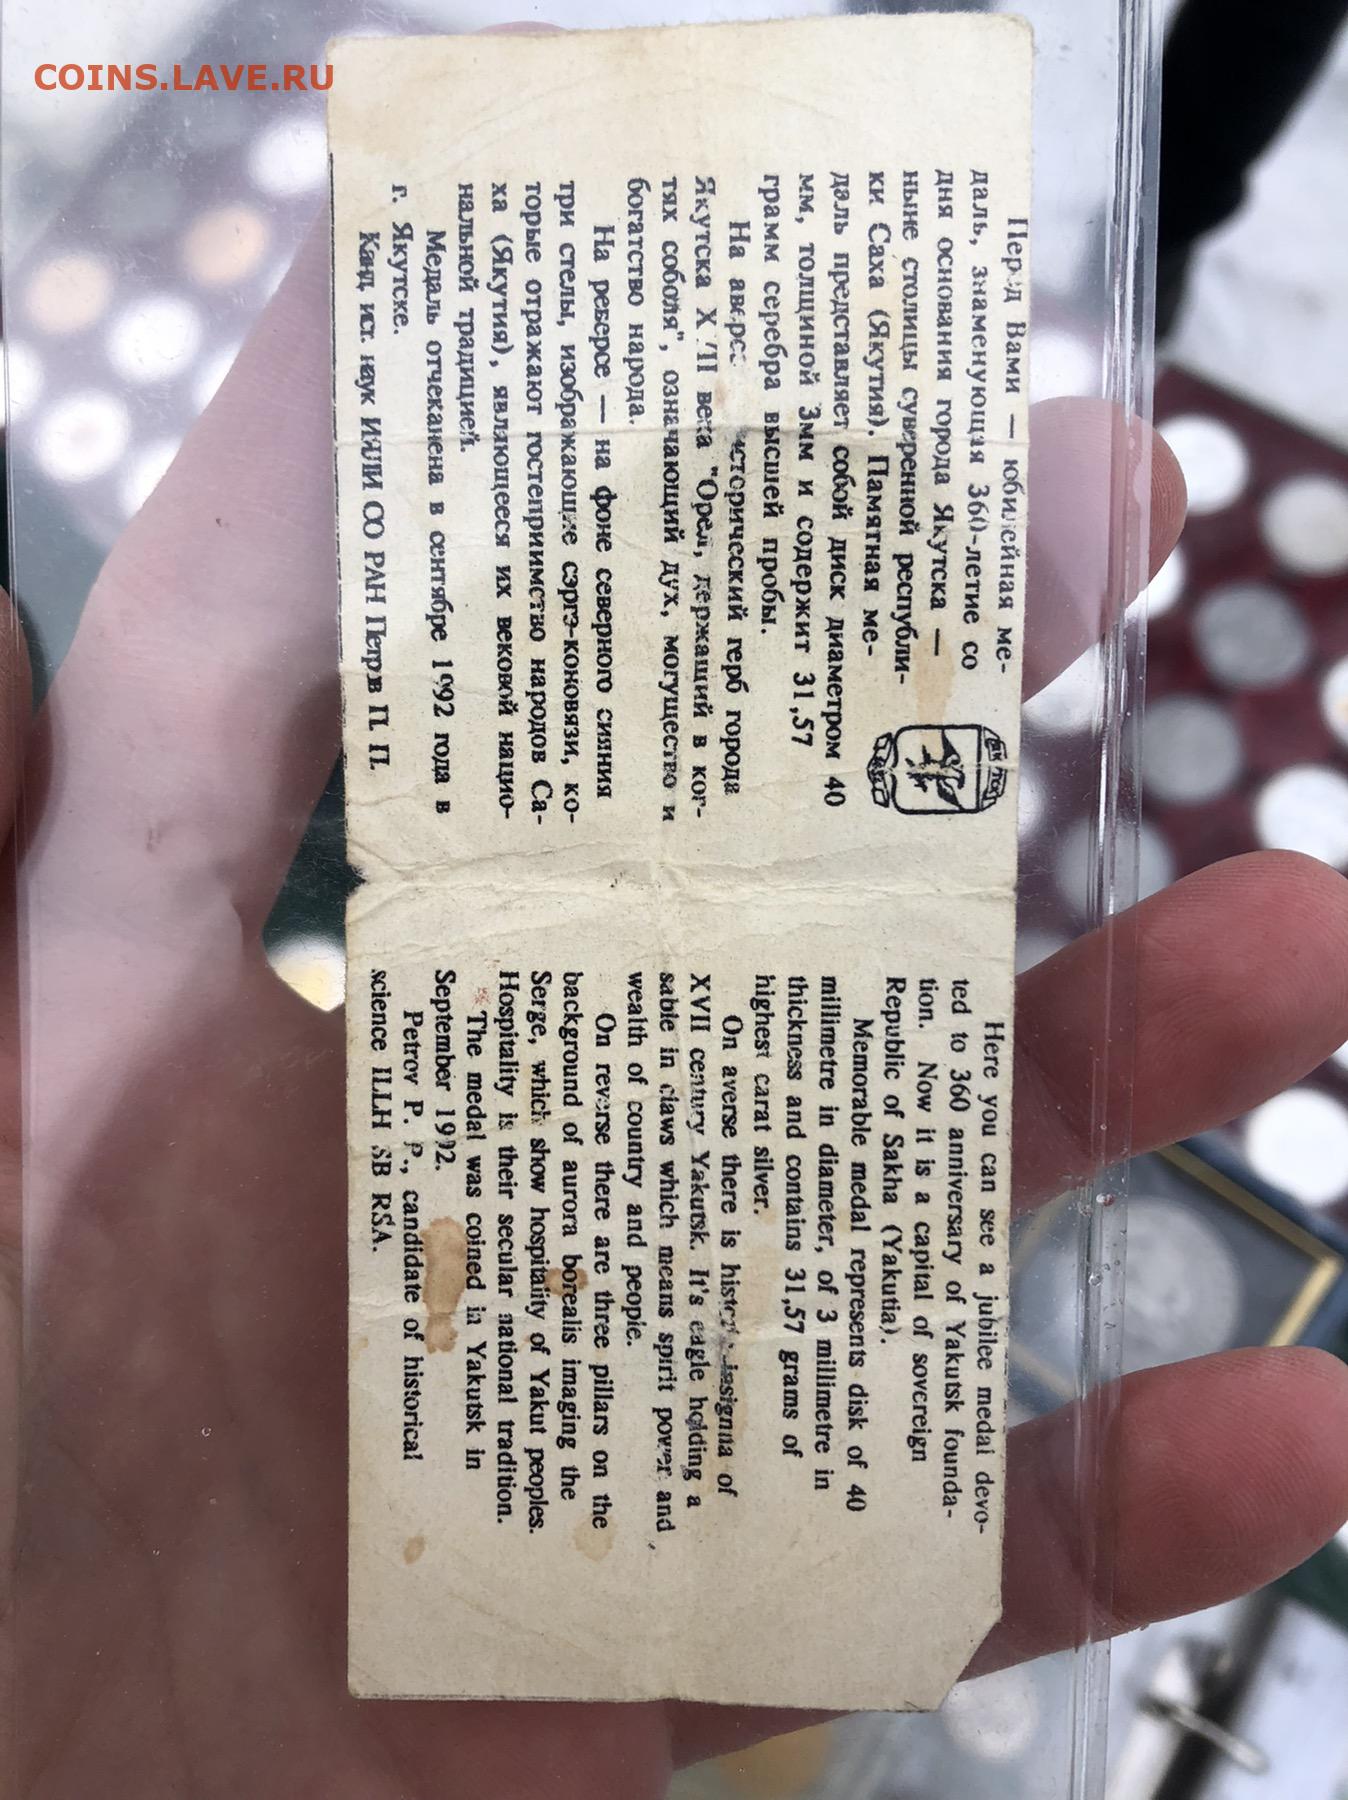 COINS.LAVE.RU
Перед Вами — юбилейная ме-
даль, знаменующая 360-летие со
дня основания города Якутска —
ныне столицы суверенной республи-
ки Саха (Якутия). Памятная ме-
даль представляет собой диск диаметром 40
мм, толщиной 3мм и содержит 31,57
грамм серебра высшей пробы.
На аверсе исторический герб города
Якутска XVII века "Орел, держащий в ког-
тях соболя", означающий дух, могущество и
богатство народа.
На реверсе — на фоне северного сияния
три стелы, изображающие сэргэ-коновязи, ко-
торые отражают гостеприимство народов Са-
ха (Якутия), являющееся их вековой нацио-
нальной традицией.
Медаль отчеканена в сентябре 1992 года в
г. Якутске.
Канд. ист. наук ИЯЛИ СО РАН Петров П. П.
Here you can see a jubilee medal devo-
ted to 360 anniversary of Yakutsk founda-
tion. Now it is a capital of sovereign
Republic of Sakha (Yakutia).
Memorable medal represents disk of 40
millimetre in diameter, of 3 millimetre in
thickness and contains 31,57 grams of
highest carat silver.
On averse there is historic insignia of
XVII century Yakutsk. It's eagle holding a
sable in claws which means spirit power and
wealth of country and people.
On reverse there are three pillars on the
background of aurora borealis imaging the
Serge, which show hospitality of Yakut peoples.
Hospitality is their secular national tradition.
The medal was coined in Yakutsk in
September 1992.
Petrov P. P., candidate of historical
science ILLH SB RSA.